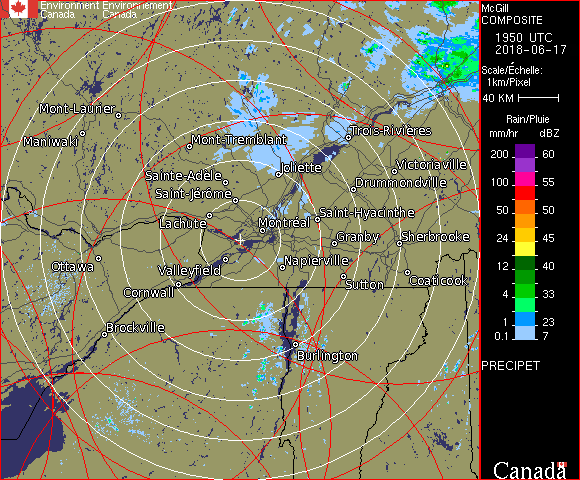 Environment Environnement
Canada Canada
McGill
COMPOSITE
1950 UTC
2018-06-17
Scale/Échelle:
1km/Pixel
40 KM
Rain/Pluie
mm/hr dBZ
200 60
100 55
50 50
24 45
12 40
4 33
1 23
0.1 7
PRECIPET
Canada
Mont-Laurier
Maniwaki
Mont-Tremblant
Trois-Rivières
Joliette
Victoriaville
Sainte-Adèle
Drummondville
Saint-Jérôme
Saint-Hyacinthe
Lachute
Montréal
Granby
Sherbrooke
Ottawa
Valleyfield
Napierville
Sutton
Coaticook
Cornwall
Brockville
Burlington